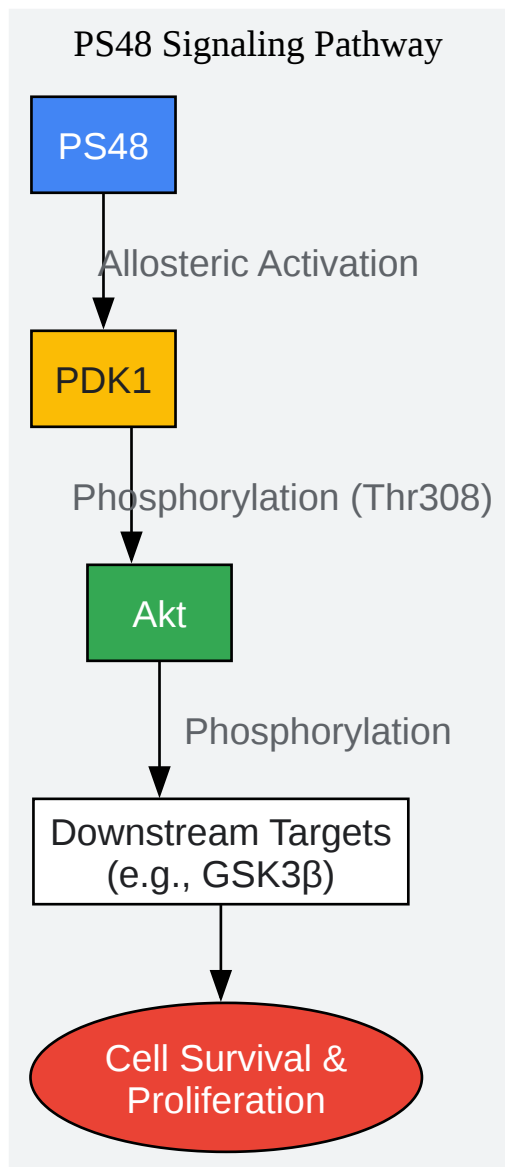 PS48 Signaling Pathway
PS48
Allosteric Activation
PDK1
Phosphorylation (Thr308)
Akt
Phosphorylation
Downstream Targets
(e.g., GSK3β)
Cell Survival &
Proliferation